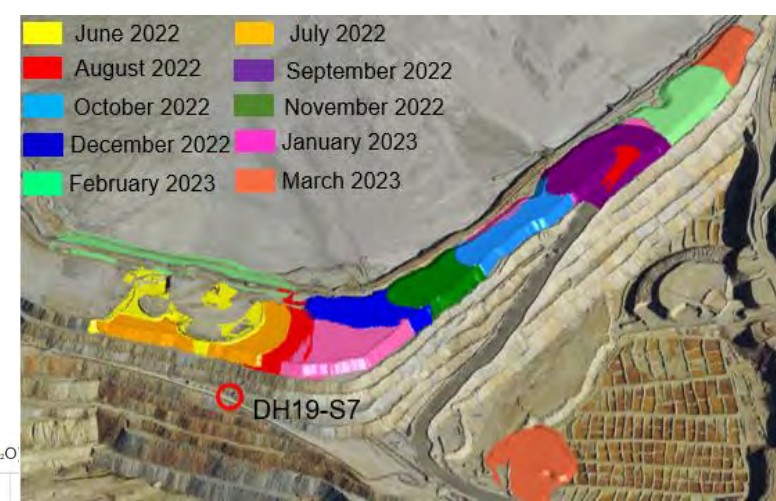 June 2022
July 2022
August 2022
September 2022
October 2022
November 2022
December 2022
January 2023
February 2023
March 2023
DH19-S7
₂O